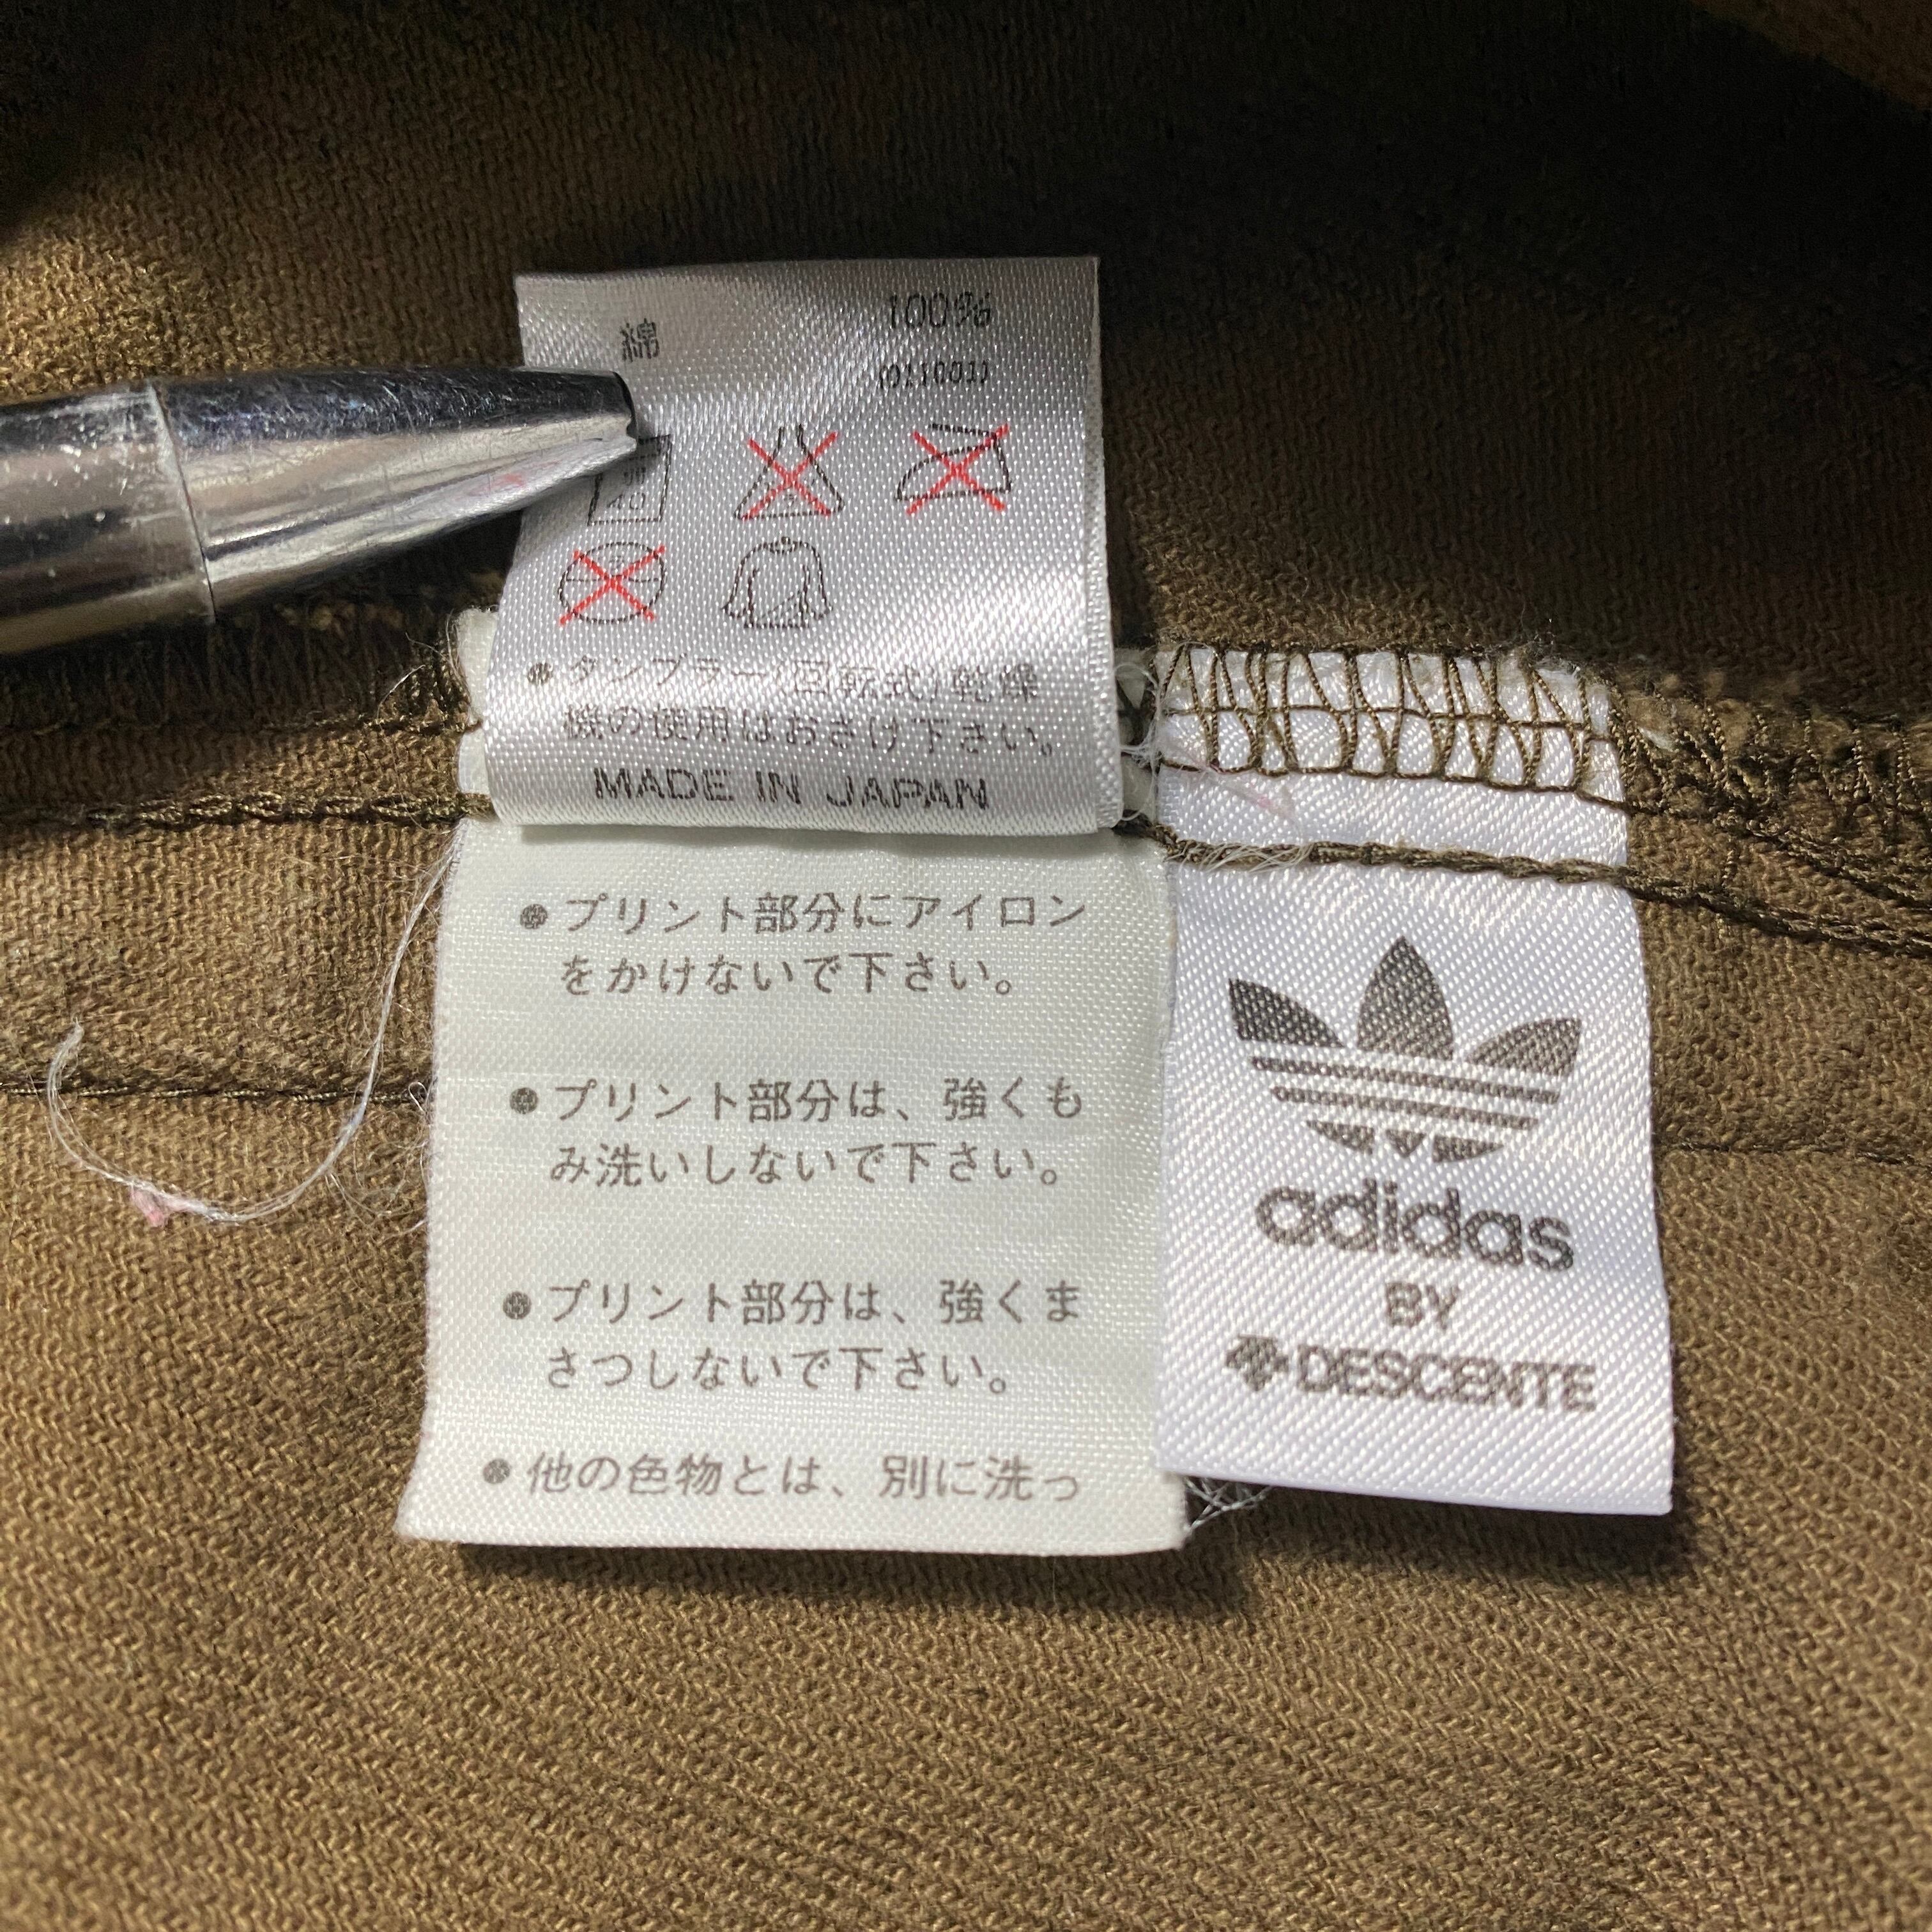 綿 100%
(011001)
●タンブラー(回転式)乾燥
機の使用はおさけ下さい。
MADE IN JAPAN
●プリント部分にアイロン
をかけないで下さい。
●プリント部分は、強くも
み洗いしないで下さい。
●プリント部分は、強くま
さつしないで下さい。
●他の色物とは、別に洗っ
adidas
BY
DESCENTE